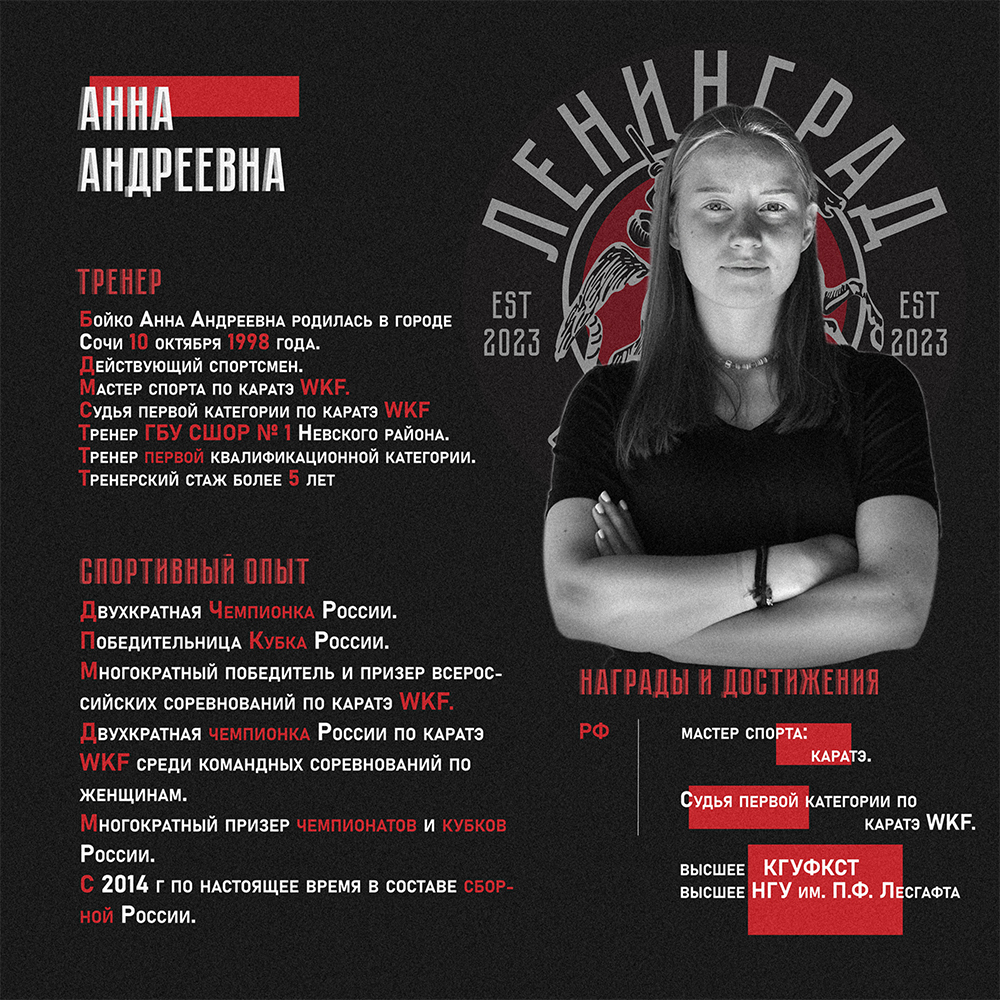 АННА
АНДРЕЕВНА
ЛЕНИНГРАД
EST
2023
EST
2023
ТРЕНЕР
Бойко Анна Андреевна родилась в городе
Сочи 10 октября 1998 года.
Действующий спортсмен.
Мастер спорта по каратэ WKF.
Судья первой категории по каратэ WKF
Тренер ГБУ СШОР № 1 Невского района.
Тренер первой квалификационной категории.
Тренерский стаж более 5 лет
СПОРТИВНЫЙ ОПЫТ
Двухкратная Чемпионка России.
Победительница Кубка России.
Многократный победитель и призер всерос-
сийских соревнований по каратэ WKF.
Двухкратная чемпионка России по каратэ
WKF среди командных соревнований по
женщинам.
Многократный призер чемпионатов и кубков
России.
С 2014 г по настоящее время в составе сбор-
ной России.
НАГРАДЫ И ДОСТИЖЕНИЯ
РФ
мастер спорта:
каратэ.
Судья первой категории по
каратэ WKF.
высшее КГУФКСТ
высшее НГУ им. П.Ф. Лесгафта